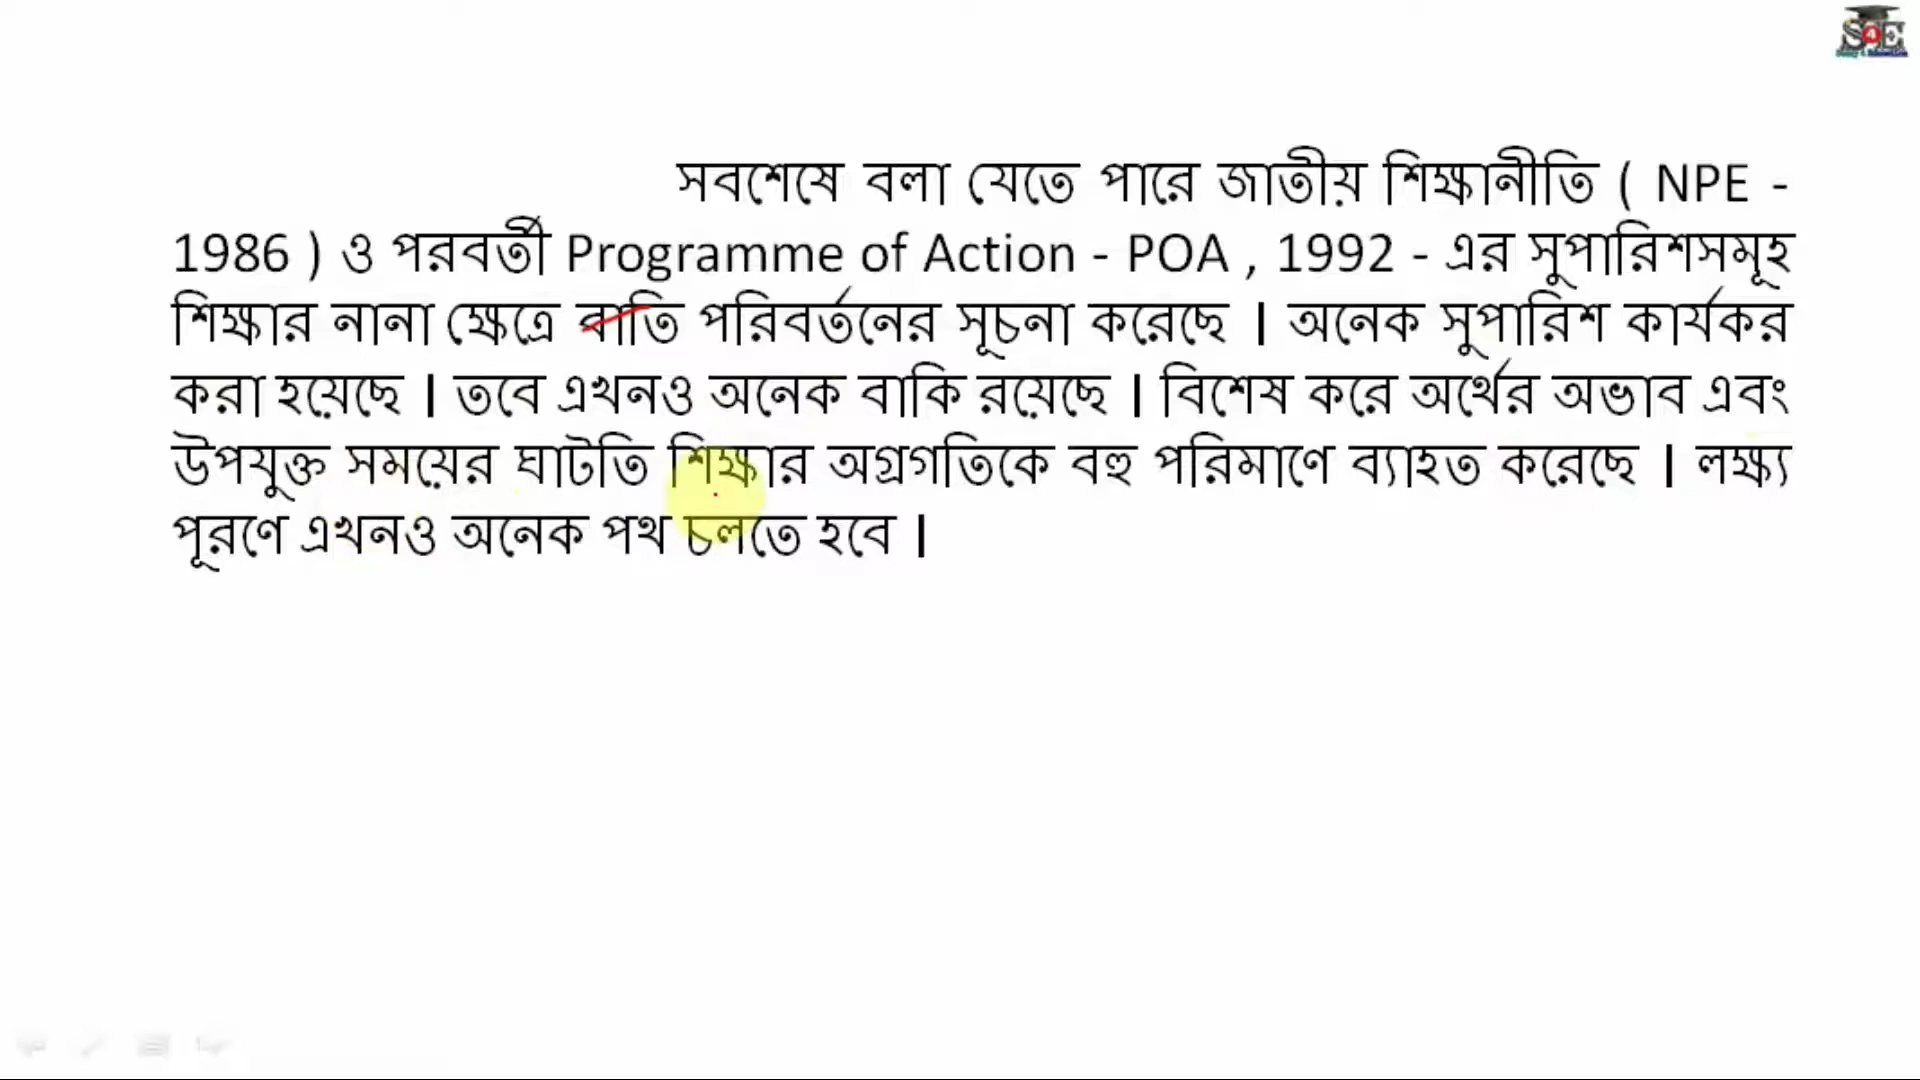 সবশেষে বলা যেতে পারে জাতীয় শিক্ষানীতি ( NPE -
1986 ) ও পরবর্তী Programme of Action - POA , 1992 - এর সুপারিশসমূহ
শিক্ষার নানা ক্ষেত্রে পরিবর্তনের সূচনা করেছে ।  অনেক সুপারিশ কার্যকর
করা হয়েছে । তবে এখনও অনেক বাকি রয়েছে । বিশেষ করে অর্থের অভাব এবং
উপযুক্ত সময়ের ঘাটতি শিক্ষার অগ্রগতিকে বহু পরিমাণে ব্যাহত করেছে । লক্ষ্য
পূরণে এখনও অনেক পথ চলতে হবে ।
S4E